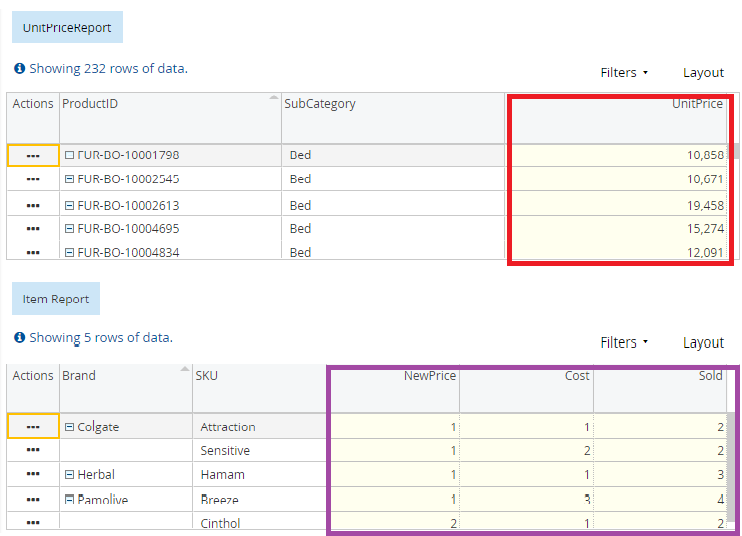 UnitPriceReport
Showing 232 rows of data.
Filters Layout
Actions ProductID SubCategory UnitPrice
FUR-BO-10001798 Bed 10,858
FUR-BO-10002545 Bed 10,671
FUR-BO-10002613 Bed 19,458
FUR-BO-10004695 Bed 15,274
FUR-BO-10004834 Bed 12,091
Item Report
Showing 5 rows of data.
Filters Layout
Actions Brand SKU NewPrice Cost Sold
Colgate Attraction 1 1 2
Sensitive 1 2 2
Herbal Hamam 1 1 3
Pamolive Breeze 1 3 4
Cinthol 2 1 2